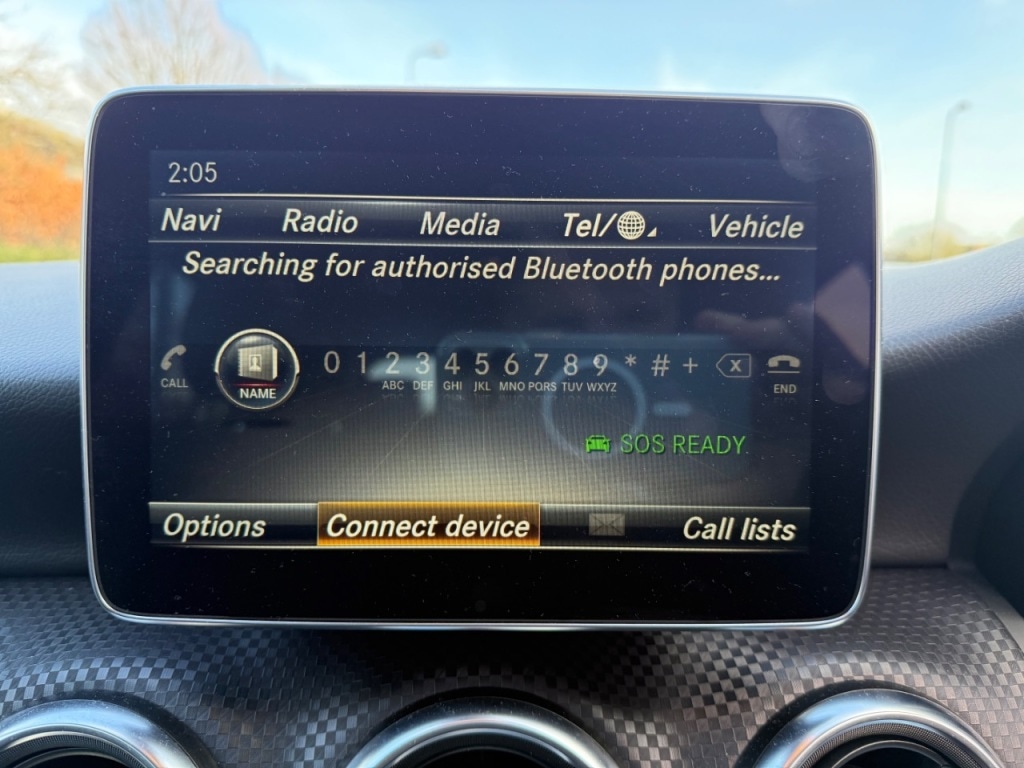 2:05
Navi Radio Media Tel/ Vehicle
Searching for authorised Bluetooth phones...
0 1 2 3 4 5 6 7 8 9 * # +
CALL NAME ABC DEF GHI JKL MNO PQRS TUV WXYZ END
SOS READY
Options Connect device Call lists